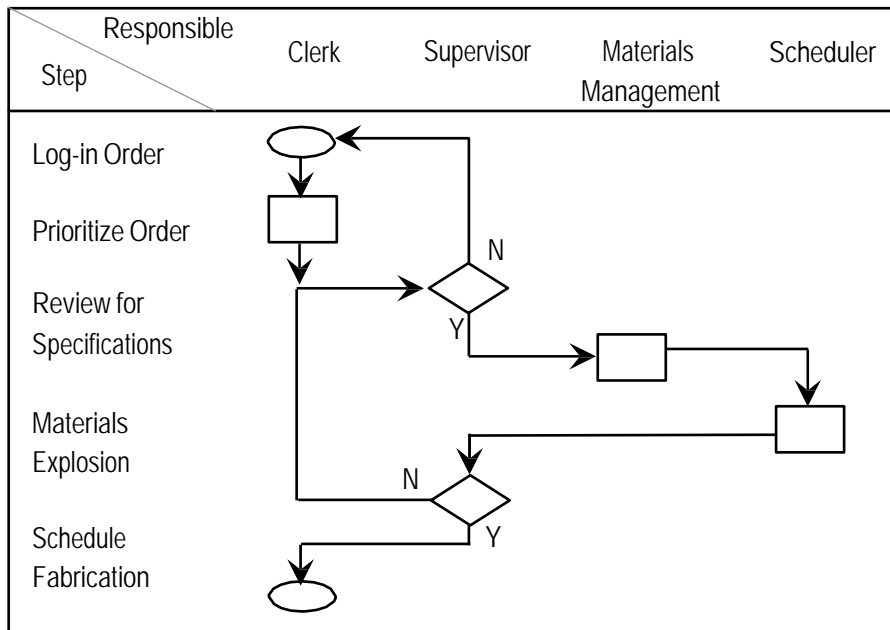 Responsible
Step
Clerk
Supervisor
Materials
Management
Scheduler
Log-in Order
Prioritize Order
N
Review for
Specifications
Y
Materials
Explosion
N
Y
Schedule
Fabrication